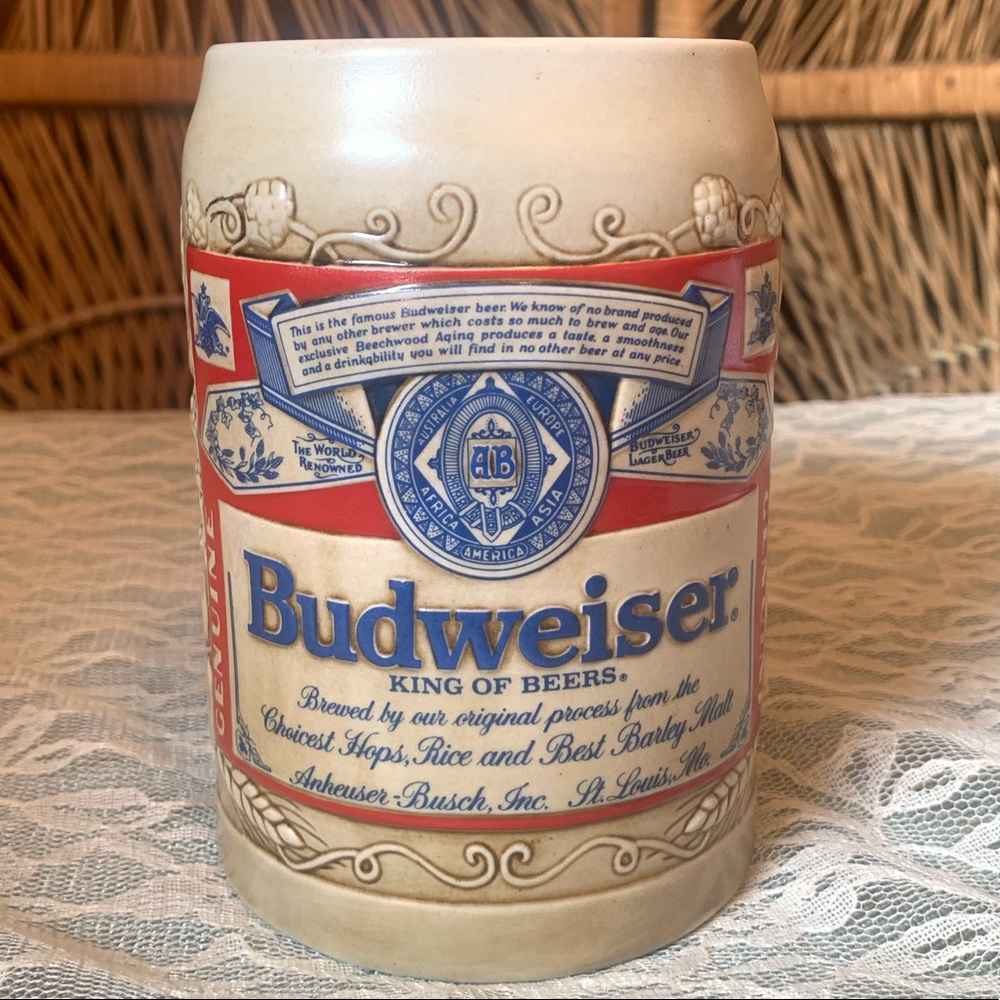 This is the famous Budweiser beer. We know of no brand produced
by any other brewer which costs so much to brew and age. Our
exclusive Beechwood Aging produces a taste, a smoothness
and a drinkability you will find in no other beer at any price.
THE WORLD
RENOWNED
BUDWEISER
LAGER BEER
AUSTRALIA
EUROPE
AB
AFRICA
ASIA
AMERICA
GENUINE
Budweiser®
KING OF BEERS®
Brewed by our original process from the
Choicest Hops, Rice and Best Barley Malt
Anheuser-Busch, Inc. St. Louis, Mo.